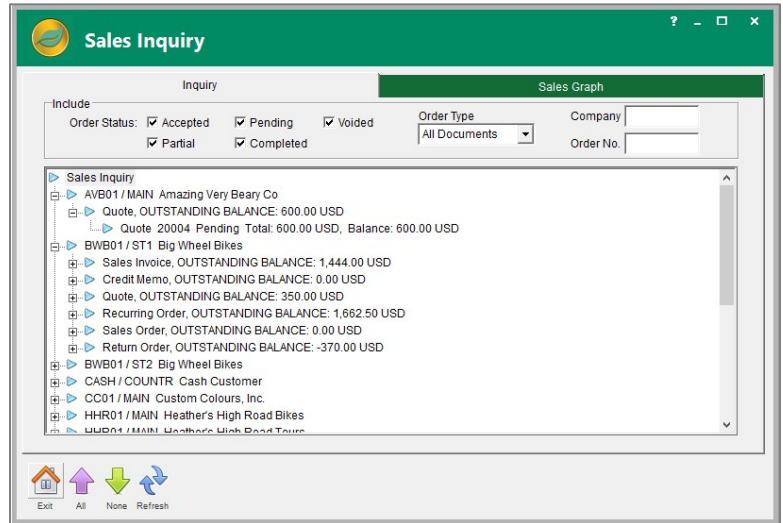 Sales Inquiry
? _ x
Inquiry
Sales Graph
Include
Order Status: Accepted Pending Voided
Partial Completed
Order Type
All Documents
Company
Order No.
Sales Inquiry
AVB01 / MAIN Amazing Very Beary Co
Quote, OUTSTANDING BALANCE: 600.00 USD
Quote 20004 Pending Total: 600.00 USD, Balance: 600.00 USD
BWB01 / ST1 Big Wheel Bikes
Sales Invoice, OUTSTANDING BALANCE: 1,444.00 USD
Credit Memo, OUTSTANDING BALANCE: 0.00 USD
Quote, OUTSTANDING BALANCE: 350.00 USD
Recurring Order, OUTSTANDING BALANCE: 1,662.50 USD
Sales Order, OUTSTANDING BALANCE: 0.00 USD
Return Order, OUTSTANDING BALANCE: -370.00 USD
BWB01 / ST2 Big Wheel Bikes
CASH / COUNTR Cash Customer
CC01 / MAIN Custom Colours, Inc.
HHR01 / MAIN Heather's High Road Bikes
HHR01 / MAIN Heather's High Road Tours
Exit All None Refresh